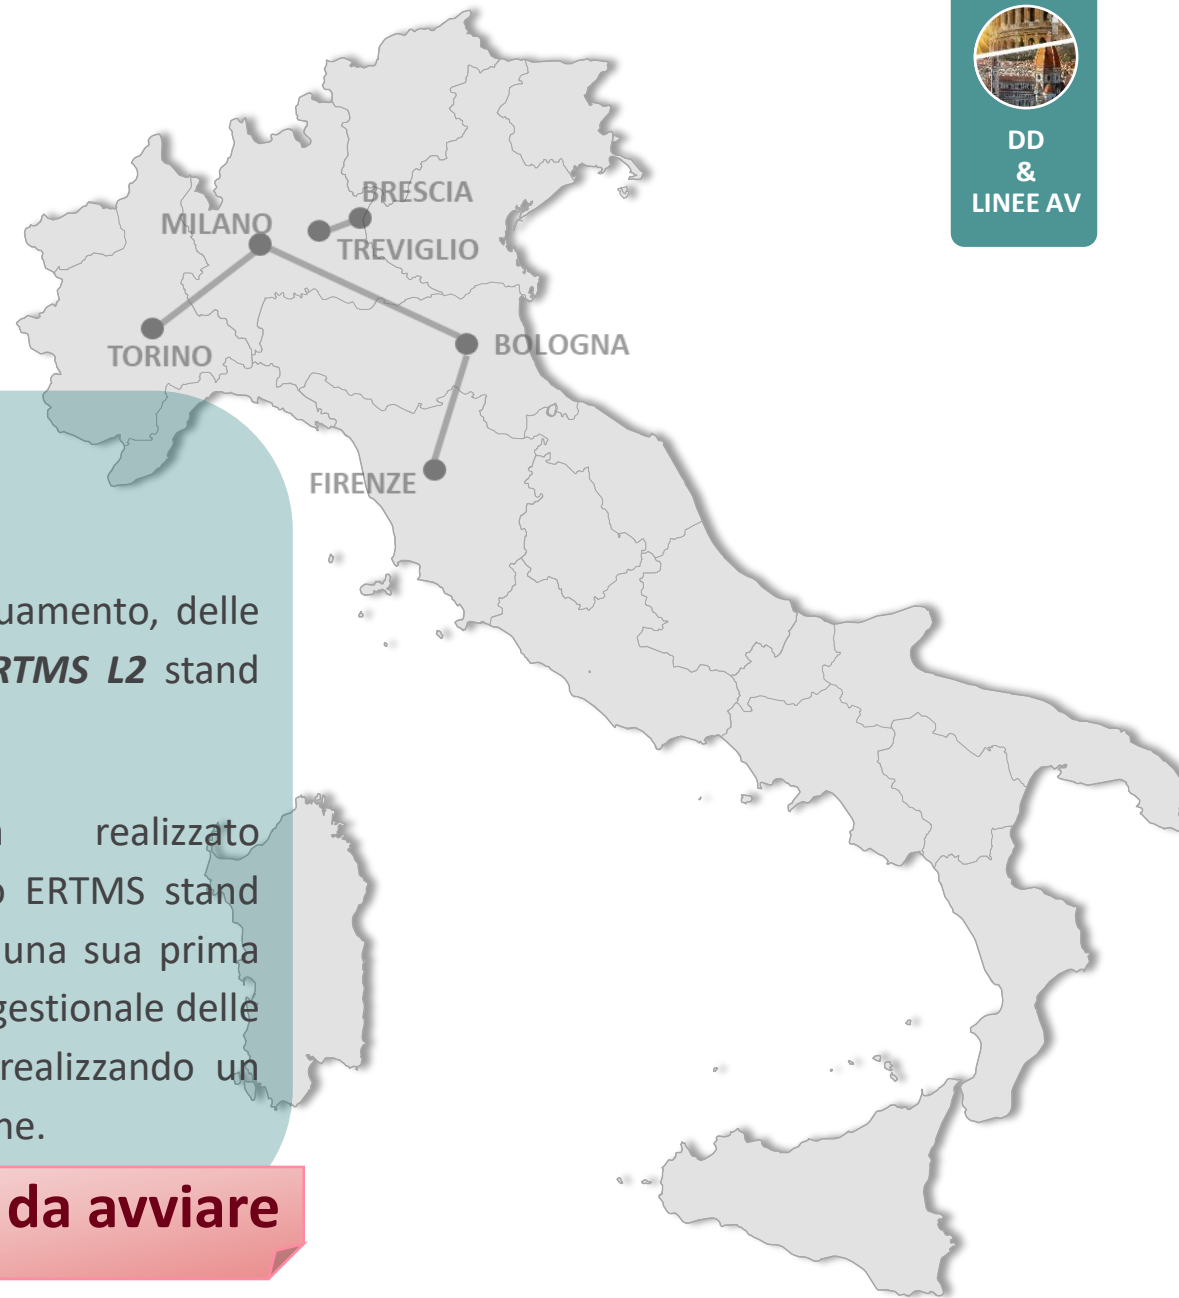 DD
&
LINEE AV
BRESCIA
MILANO
TREVIGLIO
TORINO
BOLOGNA
FIRENZE
uamento, delle
RTMS L2 stand
realizzato
o ERTMS stand
una sua prima
gestionale delle
realizzando un
ne.
da avviare